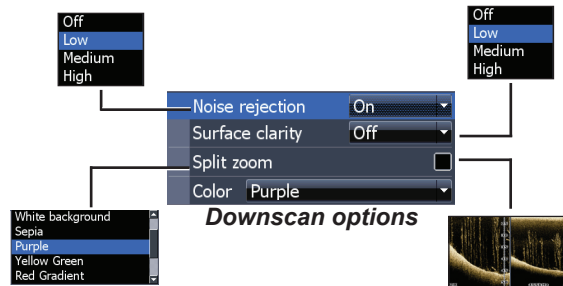 Off
Low
Medium
High
Off
Low
Medium
High
Noise rejection On
Surface clarity Off
Split zoom
Color Purple
Downscan options
White background
Sepia
Purple
Yellow Green
Red Gradient